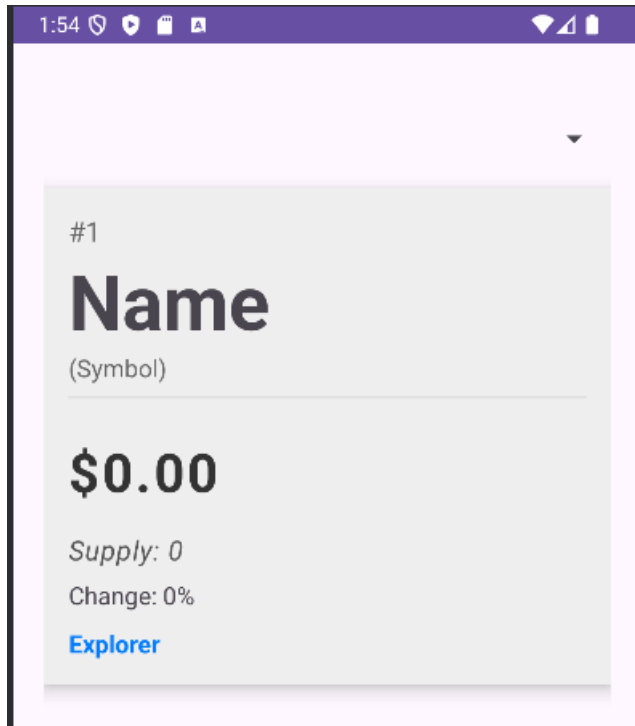 1:54
#1
Name
(Symbol)
$0.00
Supply: 0
Change: 0%
Explorer